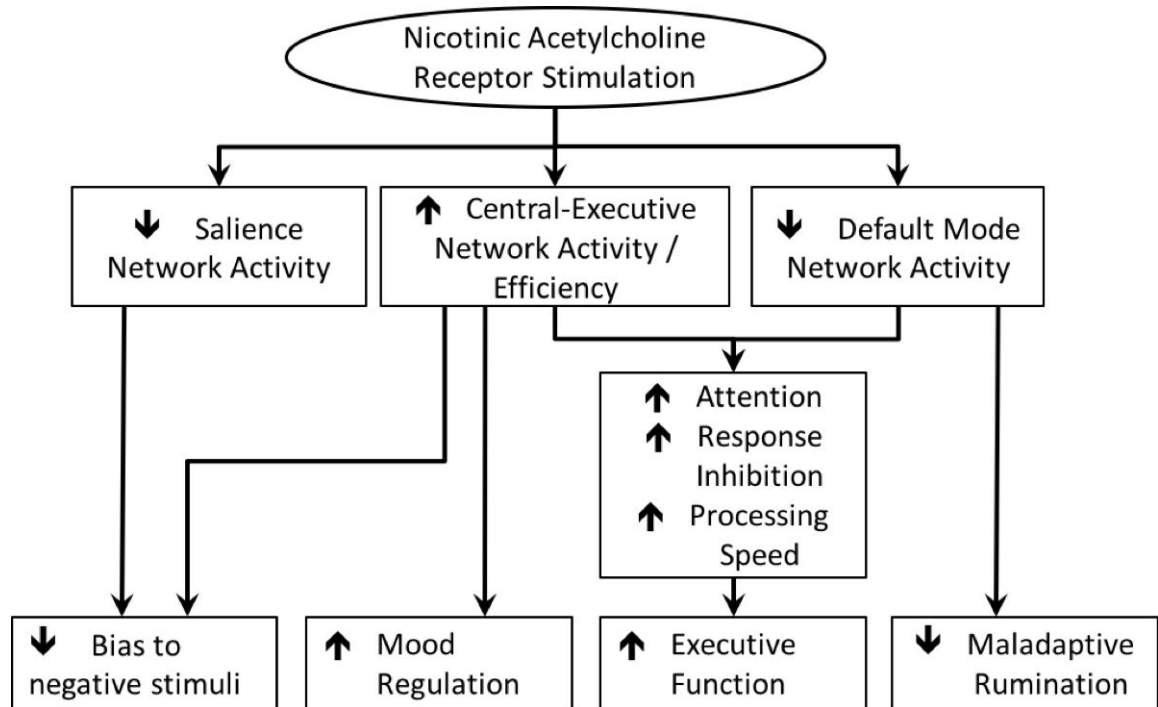 Nicotinic Acetylcholine
Receptor Stimulation
🡫 Salience
Network Activity
🡩 Central-Executive
Network Activity /
Efficiency
🡫 Default Mode
Network Activity
🡩 Attention
🡩 Response
Inhibition
🡩 Processing
Speed
🡫 Bias to
negative stimuli
🡩 Mood
Regulation
🡩 Executive
Function
🡫 Maladaptive
Rumination